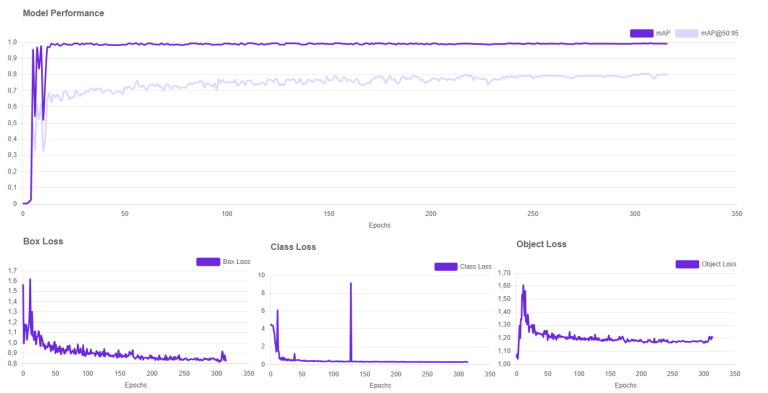 Model Performance
mAP mAP@50:95
1,0
0,9
0,8
0,7
0,6
0,5
0,4
0,3
0,2
0,1
0
0 50 100 150 200 250 300 350
Epochs
Box Loss
Box Loss
1,7
1,6
1,5
1,4
1,3
1,2
1,1
1,0
0,9
0,8
0 50 100 150 200 250 300 350
Epochs
Class Loss
Class Loss
10
8
6
4
2
0
0 50 100 150 200 250 300 350
Epochs
Object Loss
Object Loss
1,70
1,60
1,50
1,40
1,30
1,20
1,10
1,00
0 50 100 150 200 250 300 350
Epochs